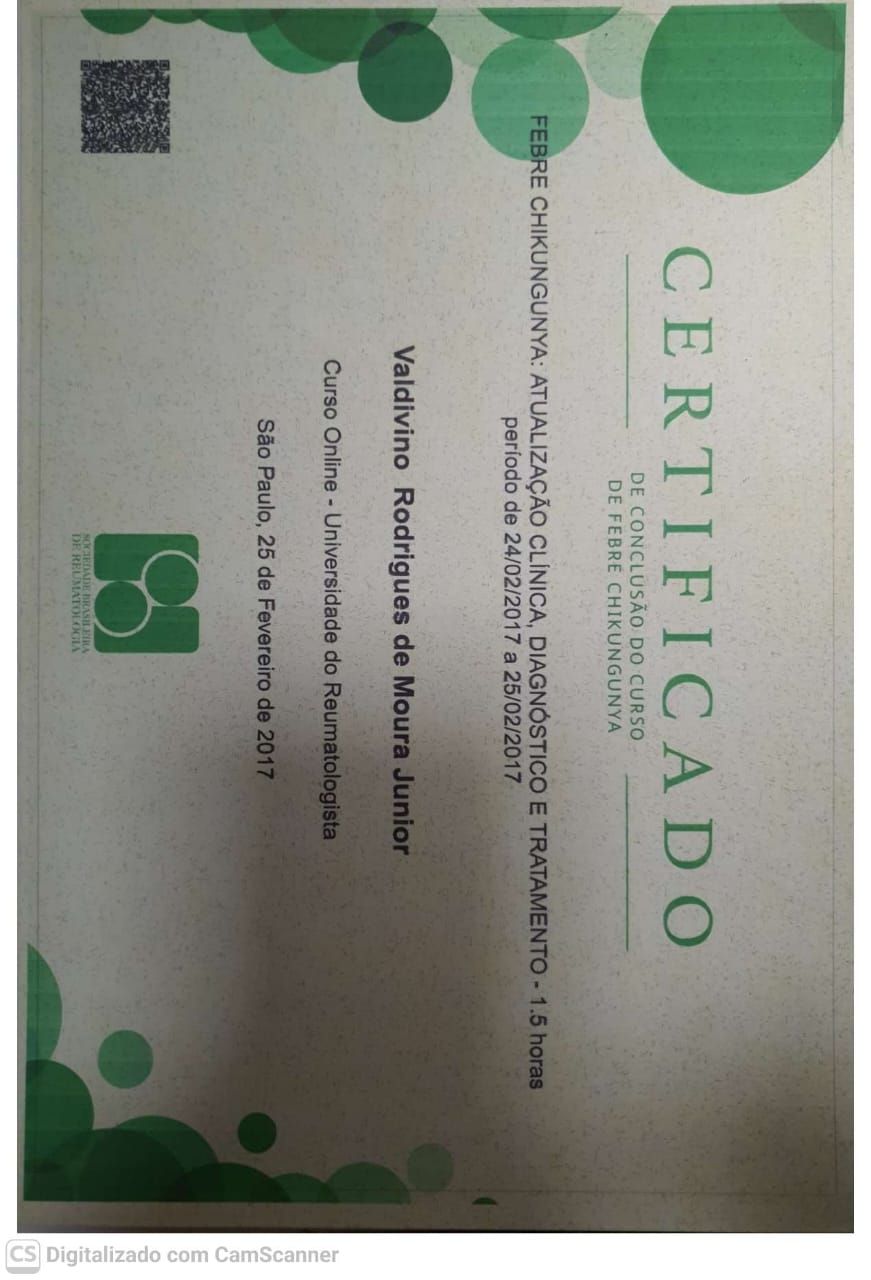 CERTIFICADO
DE CONCLUSÃO DO CURSO
DE FEBRE CHIKUNGUNYA
FEBRE CHIKUNGUNYA: ATUALIZAÇÃO CLÍNICA, DIAGNÓSTICO E TRATAMENTO - 1.5 horas
período de 24/02/2017 a 25/02/2017
Valdivino Rodrigues de Moura Junior
Curso Online - Universidade do Reumatologista
São Paulo, 25 de Fevereiro de 2017
SOCIEDADE BRASILEIRA
DE REUMATOLOGIA
CS Digitalizado com CamScanner